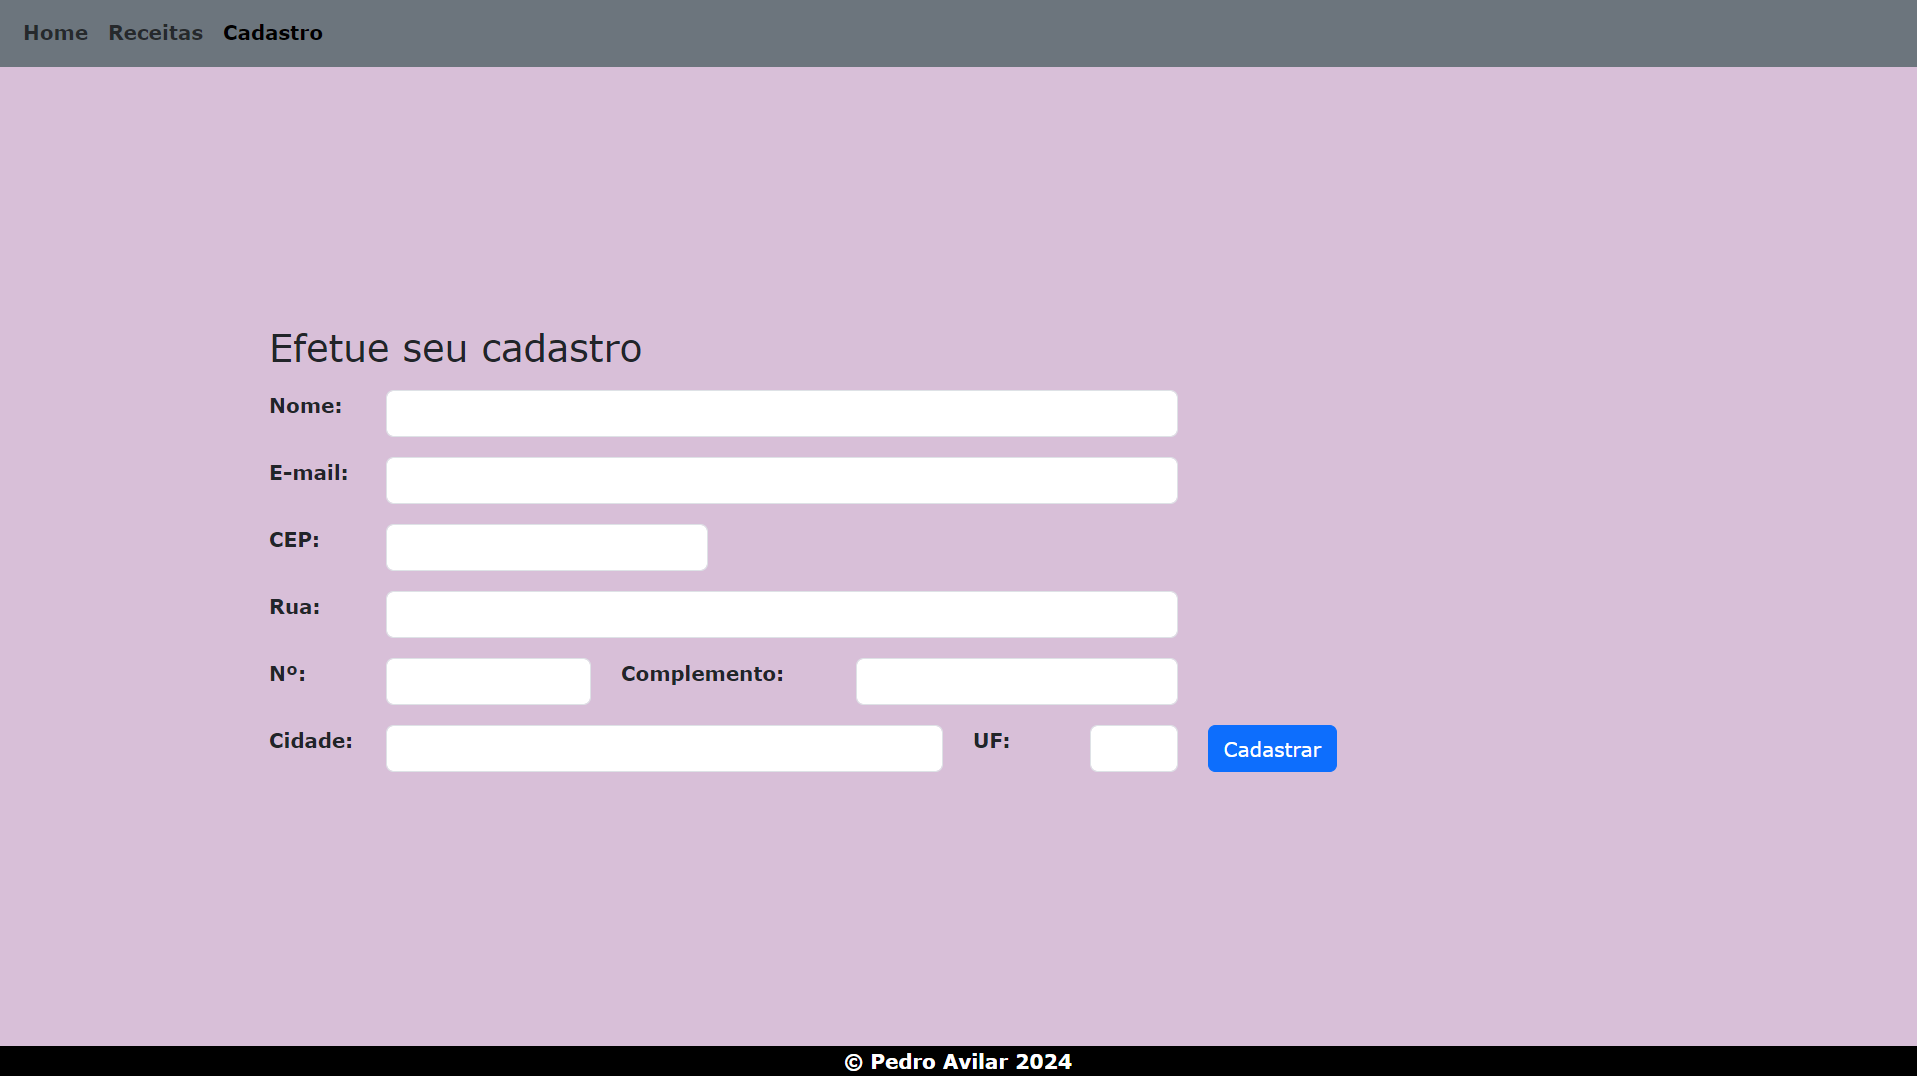 Home Receitas Cadastro
Efetue seu cadastro
Nome:
E-mail:
CEP:
Rua:
Nº: Complemento:
Cidade: UF: Cadastrar
© Pedro Avilar 2024